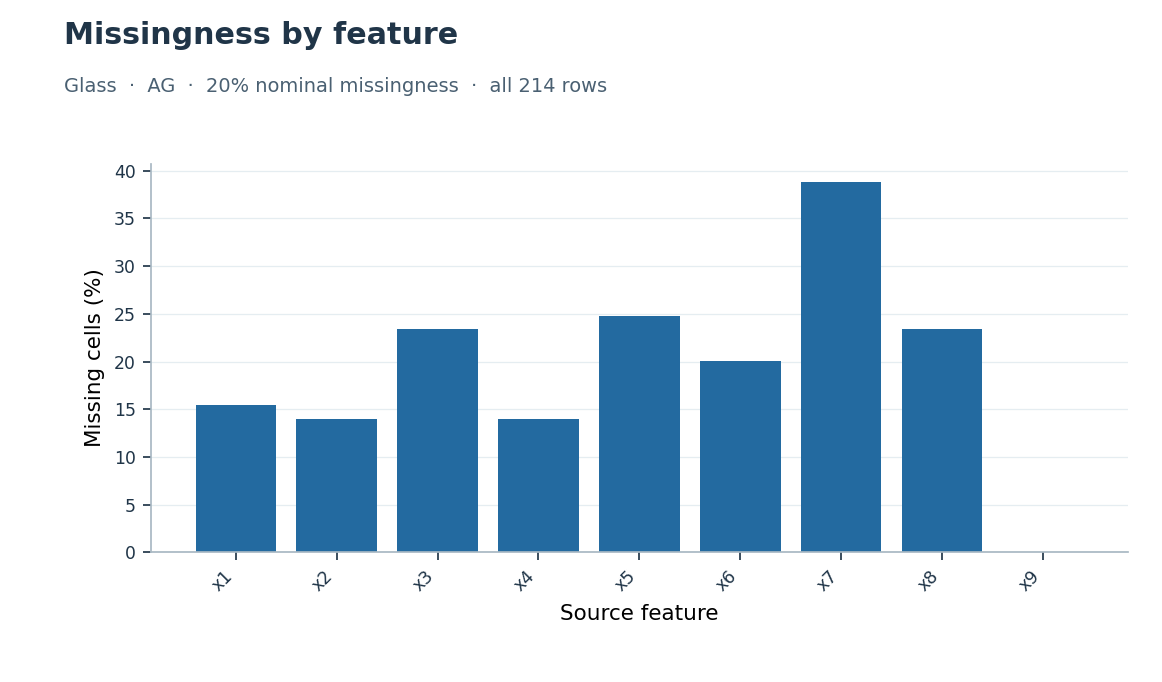 Missingness by feature
Glass · AG · 20% nominal missingness · all 214 rows
40
35
30
25
20
15
10
5
0
Missing cells (%)
x1 x2 x3 x4 x5 x6 x7 x8 x9
Source feature